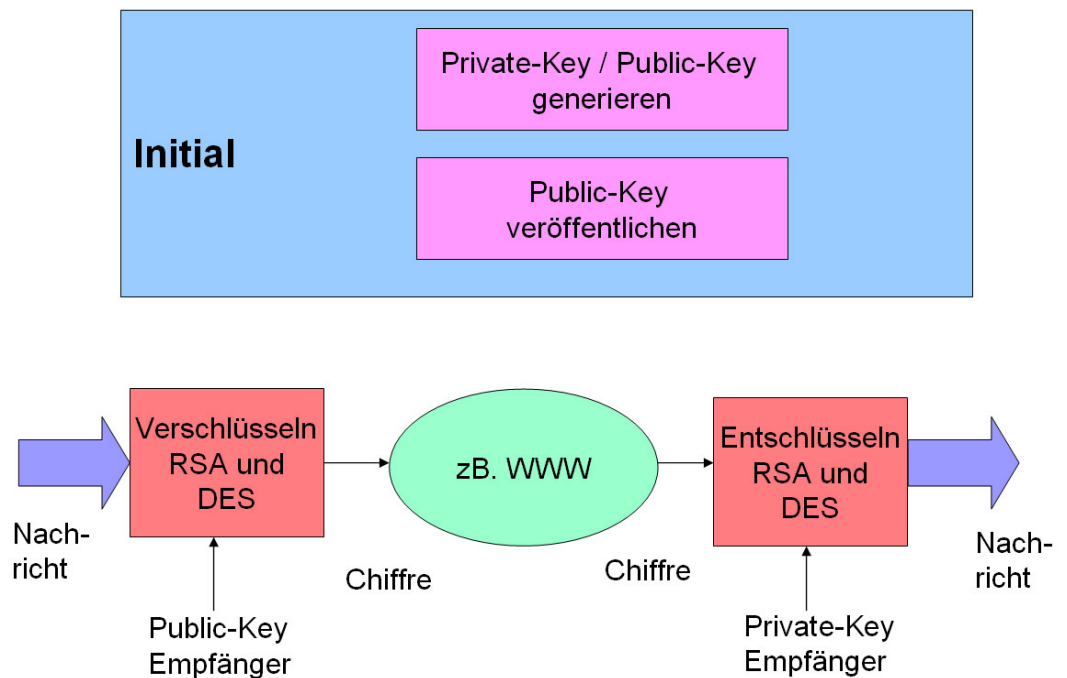 Private-Key / Public-Key
generieren
Initial
Public-Key
veröffentlichen
Verschlüsseln
RSA und
DES
zB. WWW
Entschlüsseln
RSA und
DES
Nach-
richt
Chiffre
Chiffre
Nach-
richt
Public-Key
Empfänger
Private-Key
Empfänger